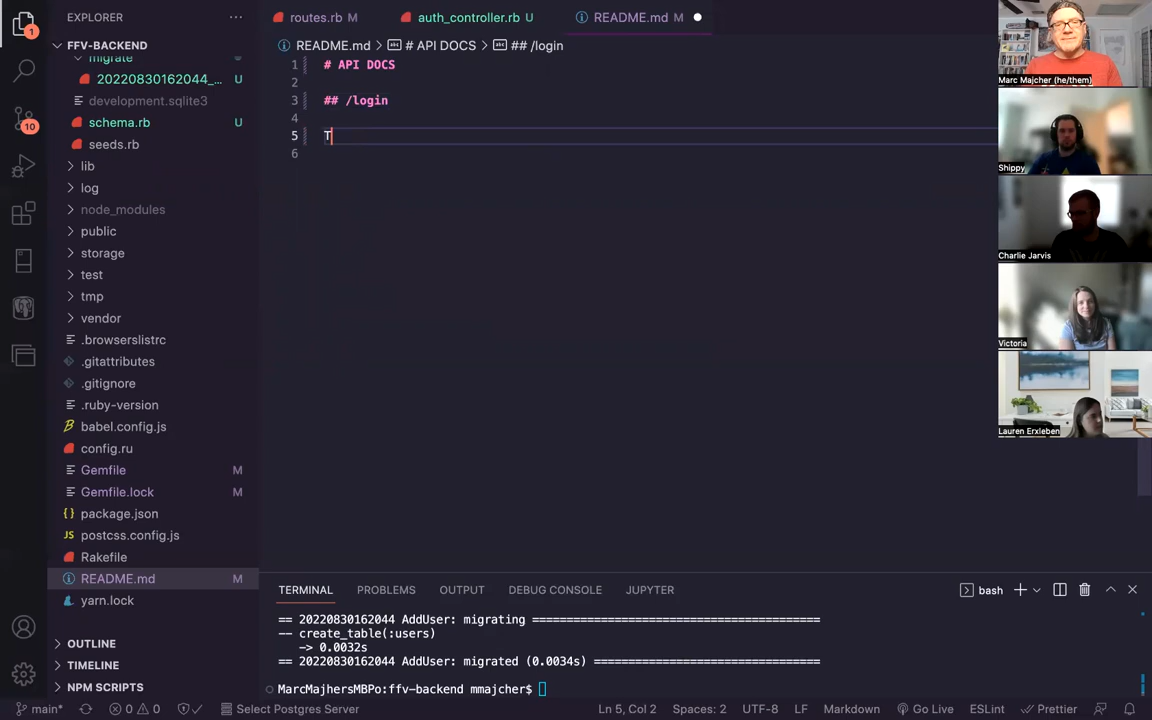 EXPLORER
routes.rb M
auth_controller.rb U
README.md M
FFV-BACKEND
README.md > # API DOCS > ## /login
migrate
20220830162044_... U
development.sqlite3
schema.rb U
seeds.rb
lib
log
node_modules
public
storage
test
tmp
vendor
.browserslistrc
.gitattributes
.gitignore
.ruby-version
babel.config.js
config.ru
Gemfile M
Gemfile.lock M
package.json
postcss.config.js
Rakefile
README.md M
yarn.lock
OUTLINE
TIMELINE
NPM SCRIPTS
1 # API DOCS
2
3 ## /login
4
5 T
6
TERMINAL PROBLEMS OUTPUT DEBUG CONSOLE JUPYTER
bash
== 20220830162044 AddUser: migrating ========================================
-- create_table(:users)
-> 0.0032s
== 20220830162044 AddUser: migrated (0.0034s) ===============================
MarcMajhersMBPo:ffv-backend mmajcher$
Marc Majcher (he/them)
Shippy
Charlie Jarvis
Victoria
Lauren Erxleben
1
10
main* 0 0 Select Postgres Server Ln 5, Col 2 Spaces: 2 UTF-8 LF Markdown Go Live ESLint Prettier